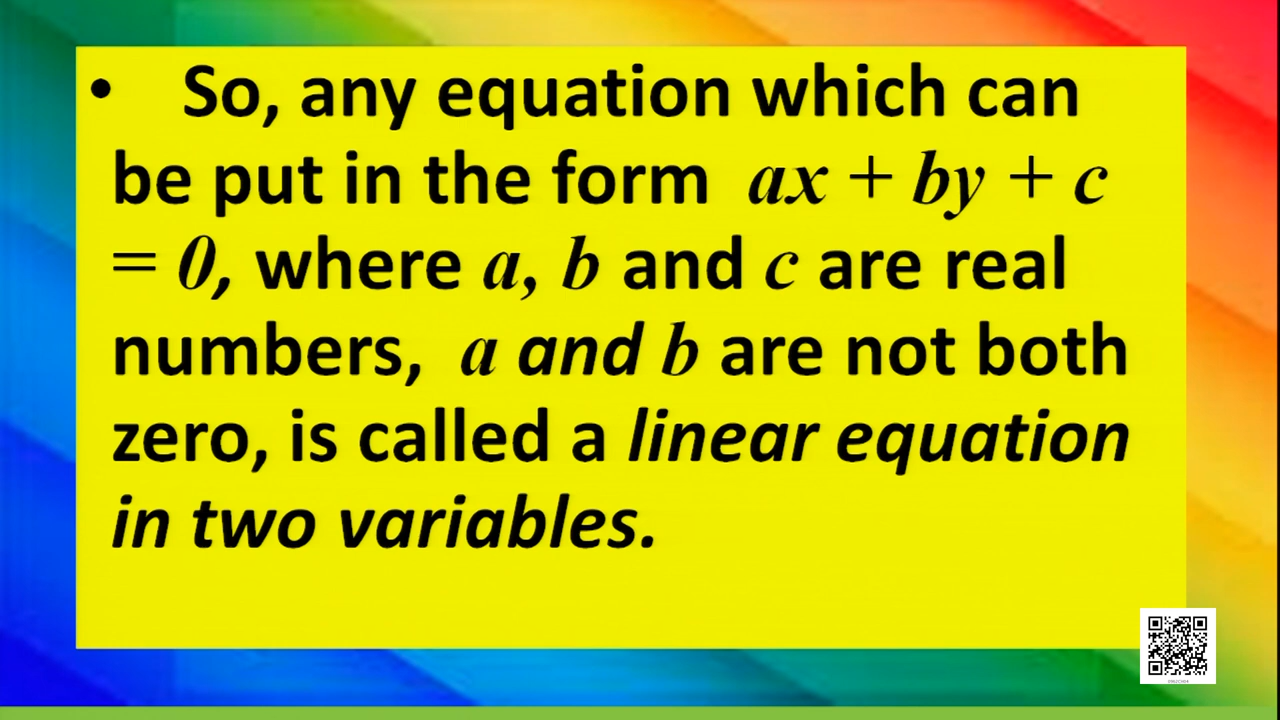 • So, any equation which can
be put in the form ax + by + c
= 0, where a, b and c are real
numbers, a and b are not both
zero, is called a linear equation
in two variables.